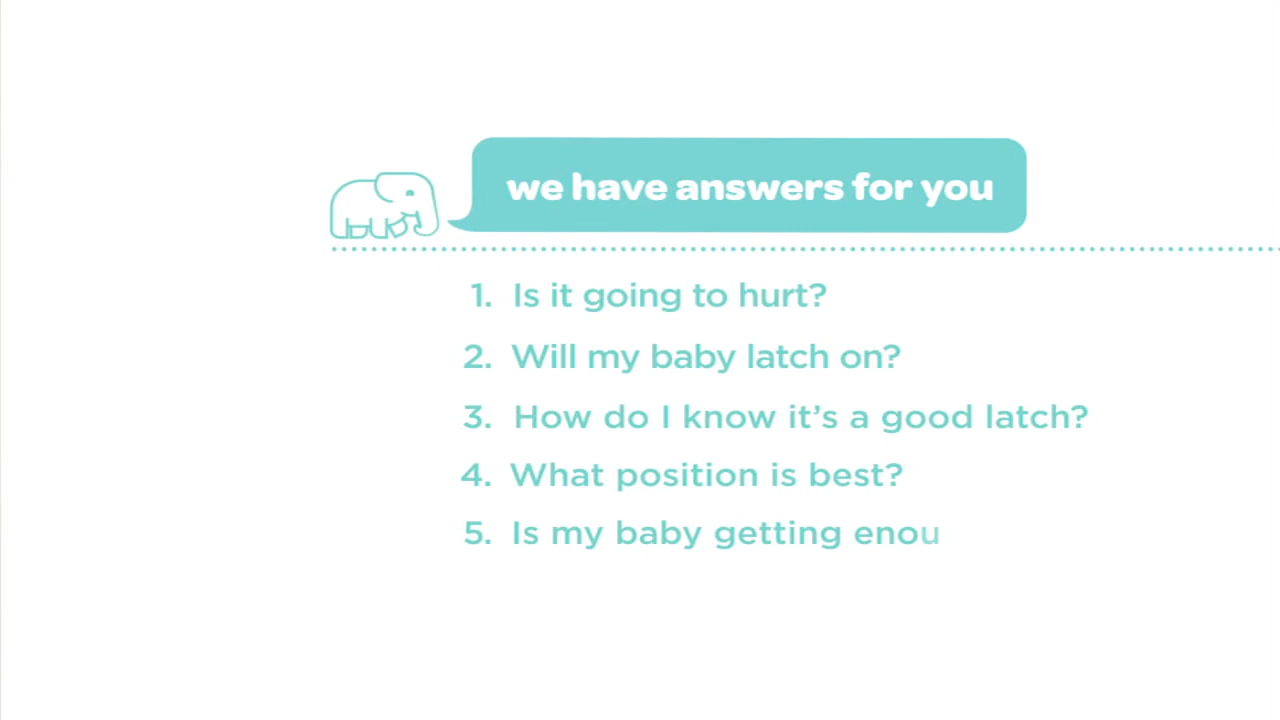 we have answers for you
1. Is it going to hurt?
2. Will my baby latch on?
3. How do I know it's a good latch?
4. What position is best?
5. Is my baby getting enou